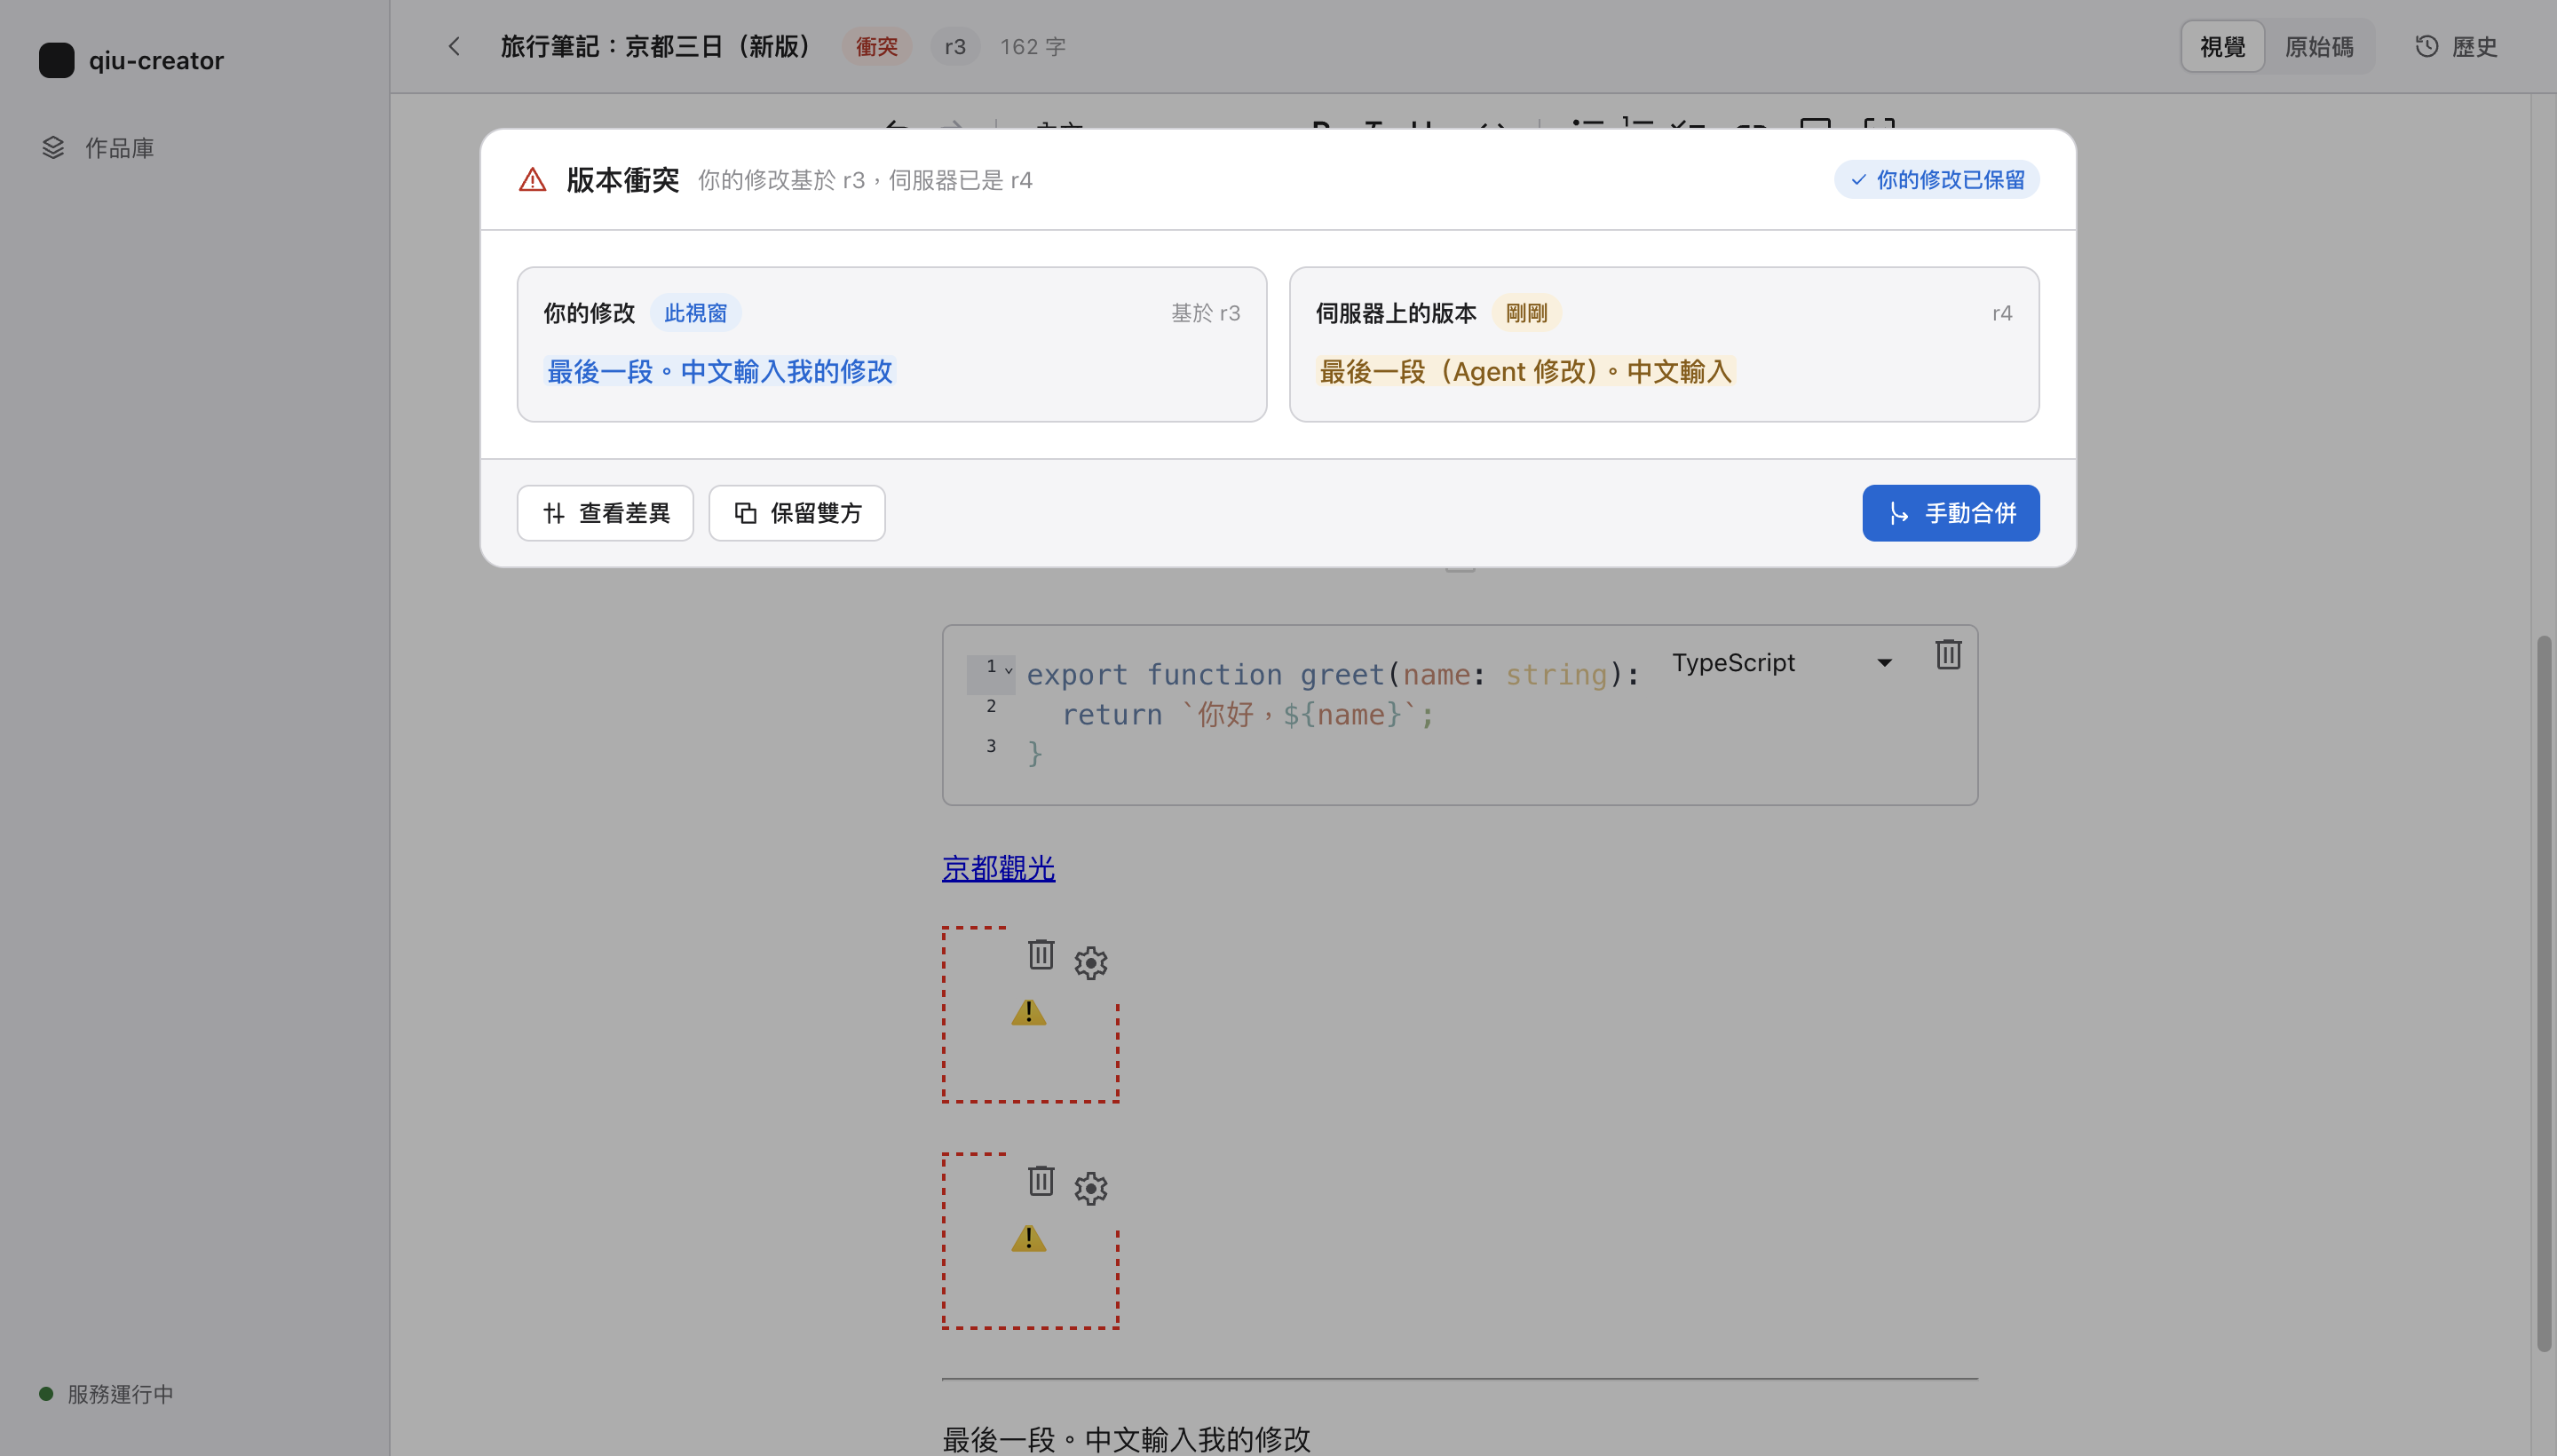 qiu-creator
作品庫
服務運行中
旅行筆記：京都三日（新版） 衝突 r3 162 字
視覺 原始碼 歷史
版本衝突 你的修改基於 r3，伺服器已是 r4
你的修改已保留
你的修改 此視窗 基於 r3
最後一段。中文輸入我的修改
伺服器上的版本 剛剛 r4
最後一段（Agent 修改）。中文輸入
查看差異 保留雙方 手動合併
1 export function greet(name: string): TypeScript
2 return `你好，${name}`;
3 }
京都觀光
最後一段。中文輸入我的修改